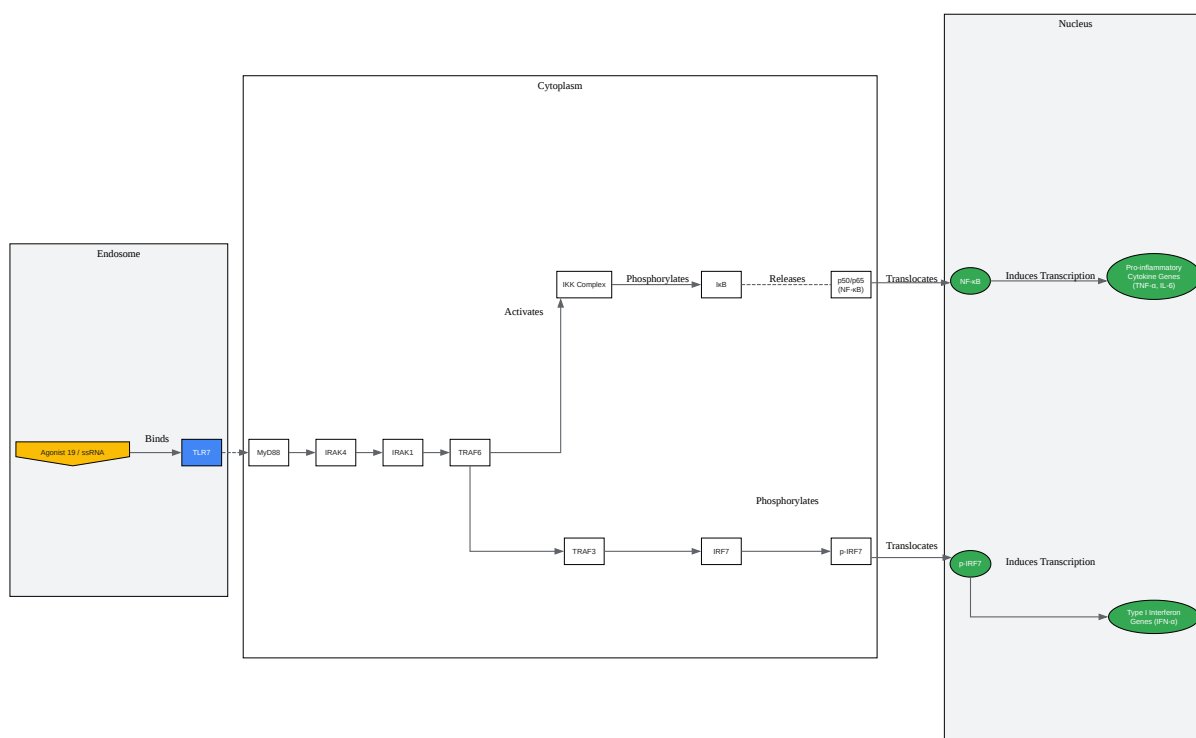 Nucleus
Cytoplasm
Endosome
Pro-inflammatory
Cytokine Genes
(TNF-α, IL-6)
IKK Complex
Phosphorylates
IκB
Releases
p50/p65
(NF-κB)
Translocates
NF-κB
Induces Transcription
Activates
Binds
Agonist 19 / ssRNA
TLR7
MyD88
IRAK4
IRAK1
TRAF6
Phosphorylates
TRAF3
IRF7
p-IRF7
Translocates
p-IRF7
Induces Transcription
Type I Interferon
Genes (IFN-α)